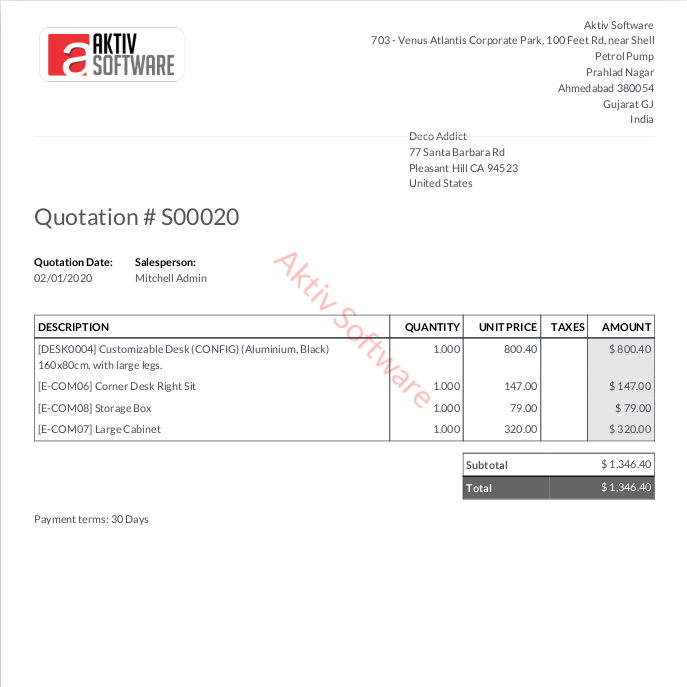 AKTIV
SOFTWARE
Aktiv Software
703 - Venus Atlantis Corporate Park, 100 Feet Rd, near Shell
Petrol Pump
Prahlad Nagar
Ahmedabad 380054
Gujarat GJ
India
Deco Addict
77 Santa Barbara Rd
Pleasant Hill CA 94523
United States
Quotation # S00020
Quotation Date: Salesperson:
02/01/2020 Mitchell Admin
Aktiv Software
DESCRIPTION QUANTITY UNIT PRICE TAXES AMOUNT
[DESK0004] Customizable Desk (CONFIG) (Aluminium, Black) 1.000 800.40 $ 800.40
160x80cm, with large legs.
[E-COM06] Corner Desk Right Sit 1.000 147.00 $ 147.00
[E-COM08] Storage Box 1.000 79.00 $ 79.00
[E-COM07] Large Cabinet 1.000 320.00 $ 320.00
Subtotal $ 1,346.40
Total $ 1,346.40
Payment terms: 30 Days